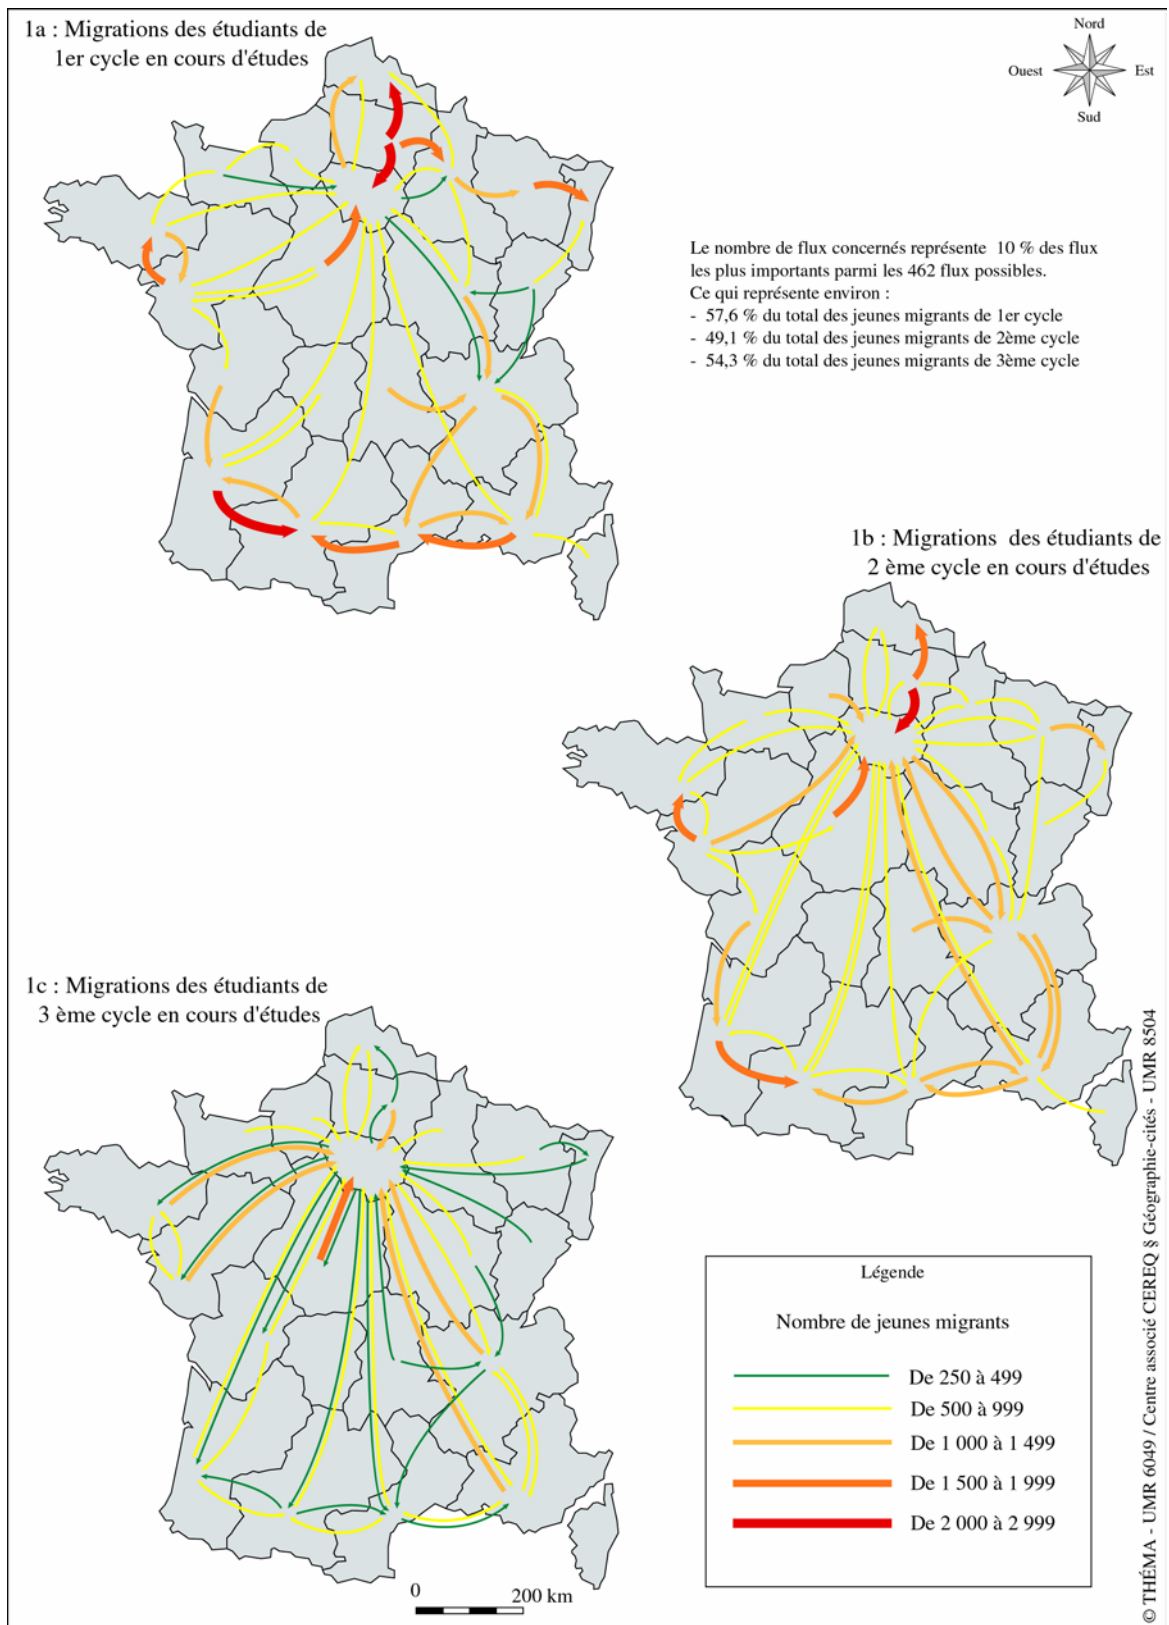 1a : Migrations des étudiants de
1er cycle en cours d'études
Nord
Ouest
Est
Sud
Le nombre de flux concernés représente 10 % des flux
les plus importants parmi les 462 flux possibles.
Ce qui représente environ :
- 57,6 % du total des jeunes migrants de 1er cycle
- 49,1 % du total des jeunes migrants de 2ème cycle
- 54,3 % du total des jeunes migrants de 3ème cycle
1b : Migrations des étudiants de
2 ème cycle en cours d'études
1c : Migrations des étudiants de
3 ème cycle en cours d'études
Légende
Nombre de jeunes migrants
De 250 à 499
De 500 à 999
De 1 000 à 1 499
De 1 500 à 1 999
De 2 000 à 2 999
0 200 km
© THÉMA - UMR 6049 / Centre associé CEREQ § Géographie-cités - UMR 8504